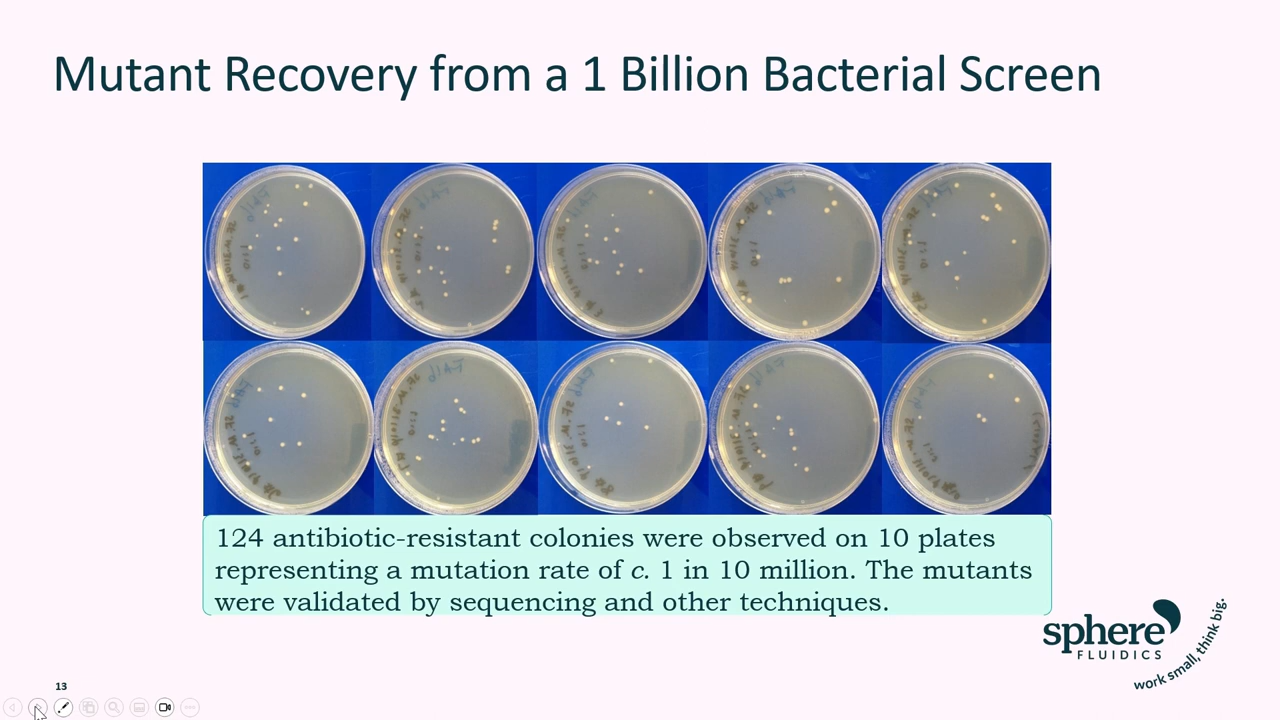 Mutant Recovery from a 1 Billion Bacterial Screen
124 antibiotic-resistant colonies were observed on 10 plates
representing a mutation rate of c. 1 in 10 million. The mutants
were validated by sequencing and other techniques.
sphere
FLUIDICS
work small, think big.
13